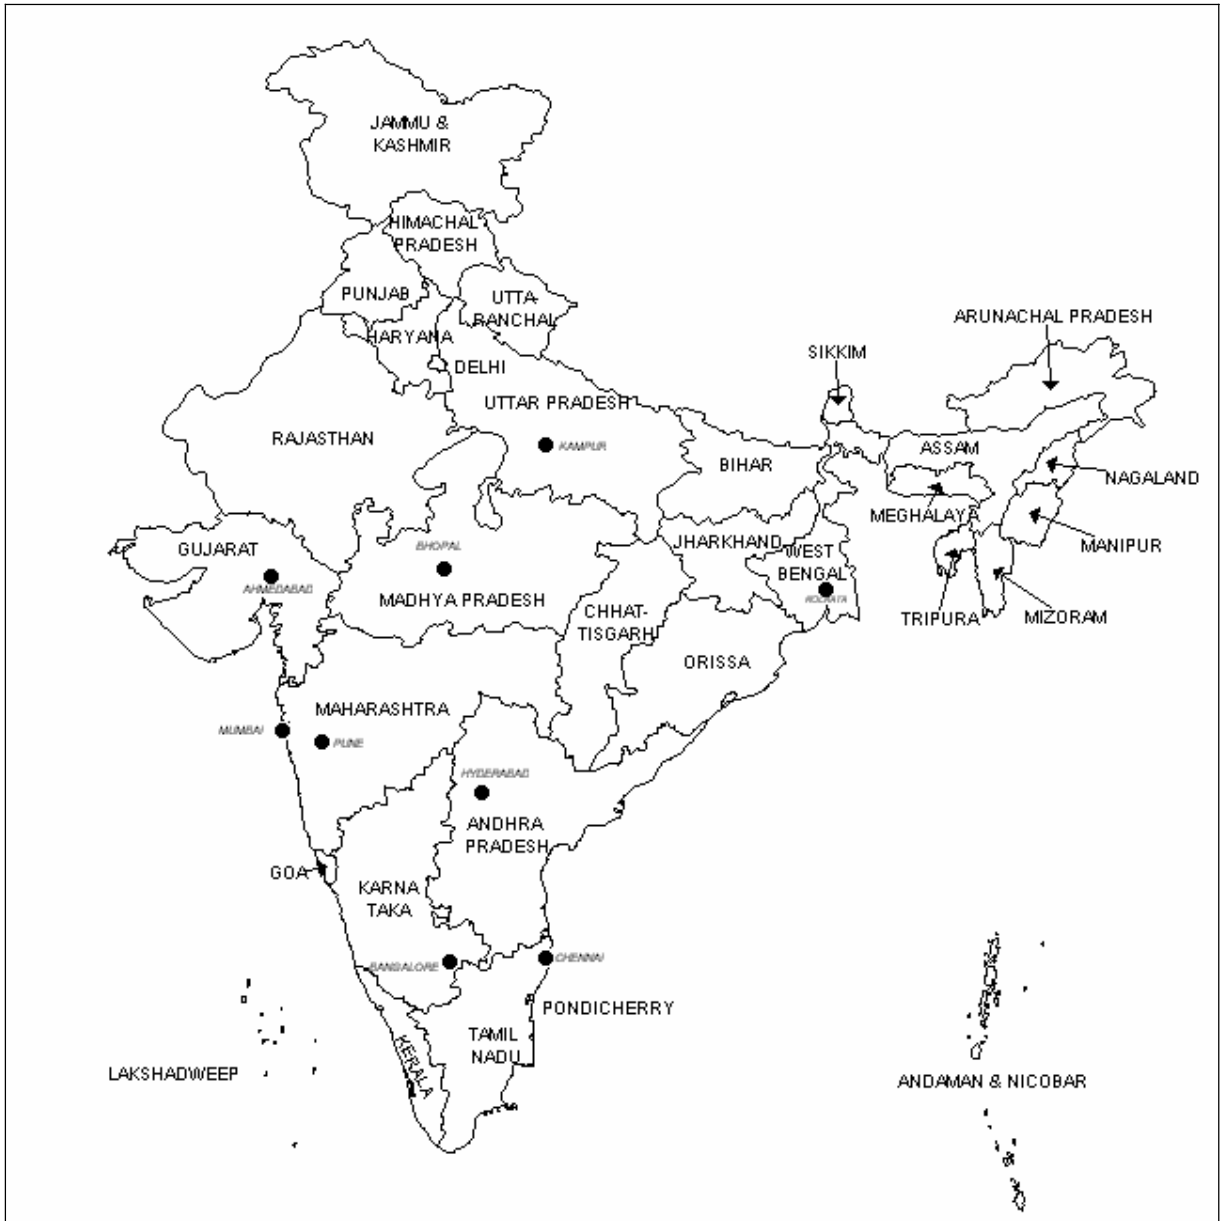 JAMMU &
KASHMIR
HIMACHAL
PRADESH
PUNJAB
UTTA-
RANCHAL
HARYANA
DELHI
ARUNACHAL PRADESH
SIKKIM
UTTAR PRADESH
RAJASTHAN
KAMPUR
BIHAR
ASSAM
NAGALAND
MEGHALAYA
GUJARAT
BHOPAL
JHARKHAND
WEST
BENGAL
MANIPUR
AHMEDABAD
MADHYA PRADESH
KOLKATA
CHHAT-
TISGARH
TRIPURA
MIZORAM
ORISSA
MAHARASHTRA
MUMBAI
PUNE
HYDERABAD
ANDHRA
PRADESH
GOA
KARNA
TAKA
BANGALORE
CHENNAI
PONDICHERRY
TAMIL
NADU
KERALA
LAKSHADWEEP
ANDAMAN & NICOBAR